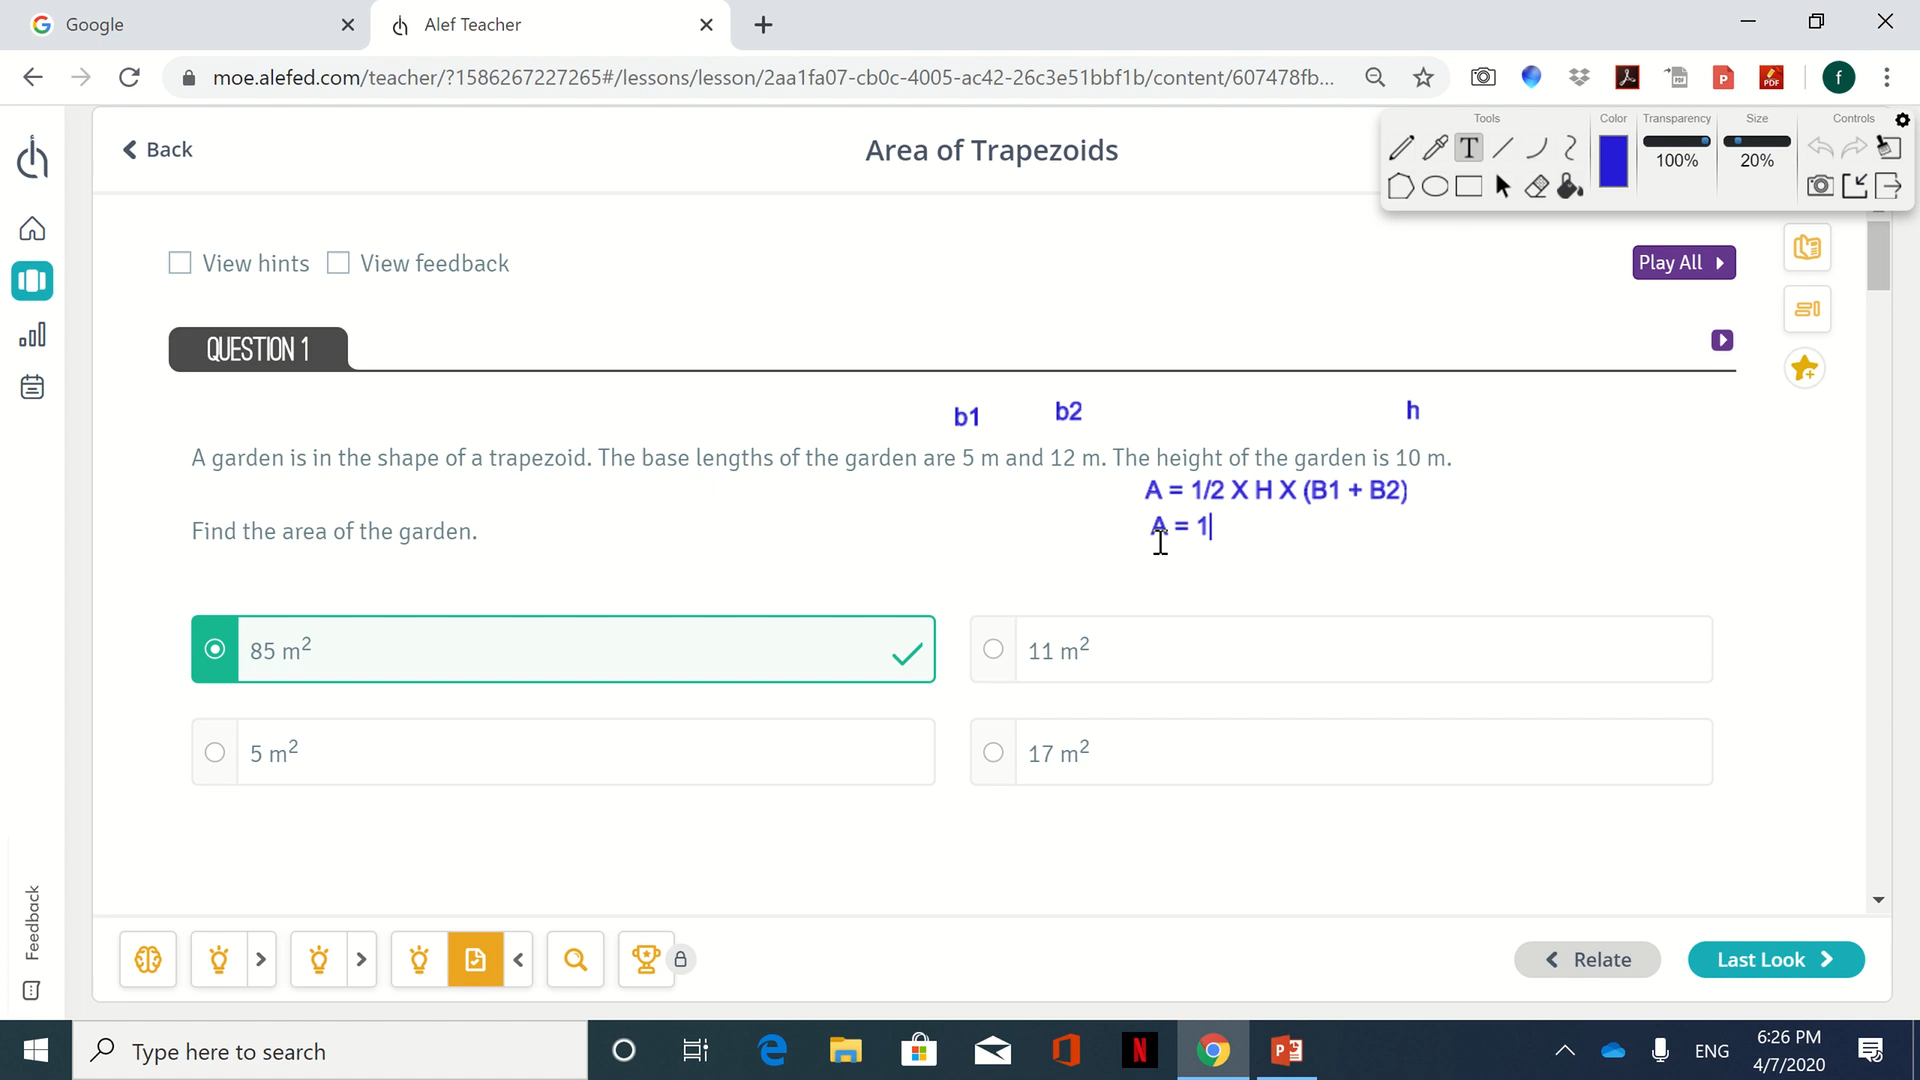 Google
Alef Teacher
moe.alefed.com/teacher/?1586267227265#/lessons/lesson/2aa1fa07-cb0c-4005-ac42-26c3e51bbf1b/content/607478fb...
f
Tools
Color
Transparency
Size
Controls
T
100%
20%
PDF
P
PDF
Back
Area of Trapezoids
View hints
View feedback
Play All
QUESTION 1
b1 b2 h
A garden is in the shape of a trapezoid. The base lengths of the garden are 5 m and 12 m. The height of the garden is 10 m.
A = 1/2 X H X (B1 + B2)
A = 1
Find the area of the garden.
85 m²
11 m²
5 m²
17 m²
Feedback
Relate
Last Look
Type here to search
N
P
ENG
6:26 PM
4/7/2020